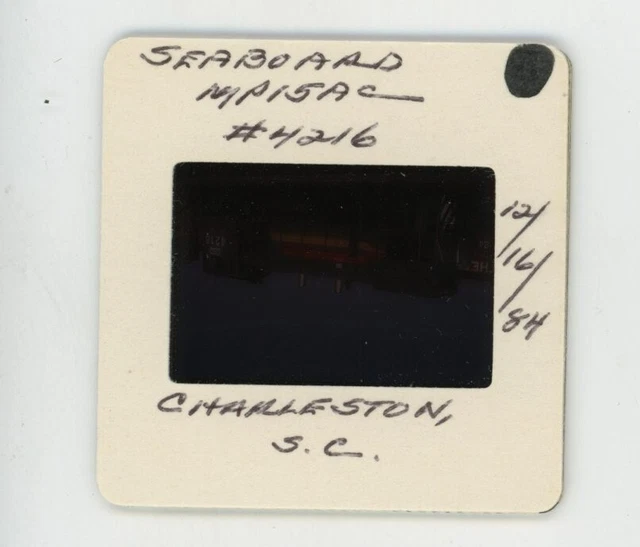 SEABOARD
MP15AC
#4216
12/
16/
84
CHARLESTON,
S.C.